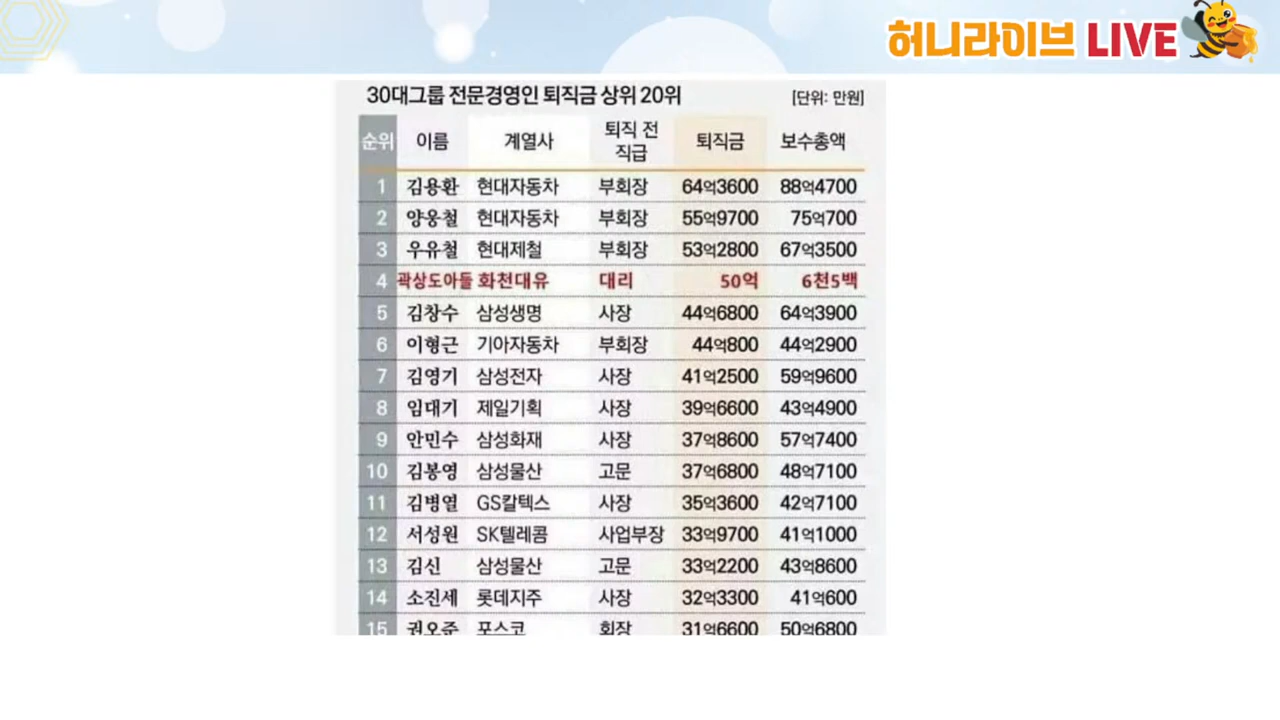 허니라이브 LIVE
30대그룹 전문경영인 퇴직금 상위 20위 [단위: 만원]
순위 이름 계열사 퇴직 전 직급 퇴직금 보수총액
1 김용환 현대자동차 부회장 64억3600 88억4700
2 양웅철 현대자동차 부회장 55억9700 75억700
3 우유철 현대제철 부회장 53억2800 67억3500
4 곽상도아들 화천대유 대리 50억 6천5백
5 김창수 삼성생명 사장 44억6800 64억3900
6 이형근 기아자동차 부회장 44억800 44억2900
7 김영기 삼성전자 사장 41억2500 59억9600
8 임대기 제일기획 사장 39억6600 43억4900
9 안민수 삼성화재 사장 37억8600 57억7400
10 김봉영 삼성물산 고문 37억6800 48억7100
11 김병열 GS칼텍스 사장 35억3600 42억7100
12 서성원 SK텔레콤 사업부장 33억9700 41억1000
13 김신 삼성물산 고문 33억2200 43억8600
14 소진세 롯데지주 사장 32억3300 41억600
15 권오준 포스코 회장 31억6600 50억6800